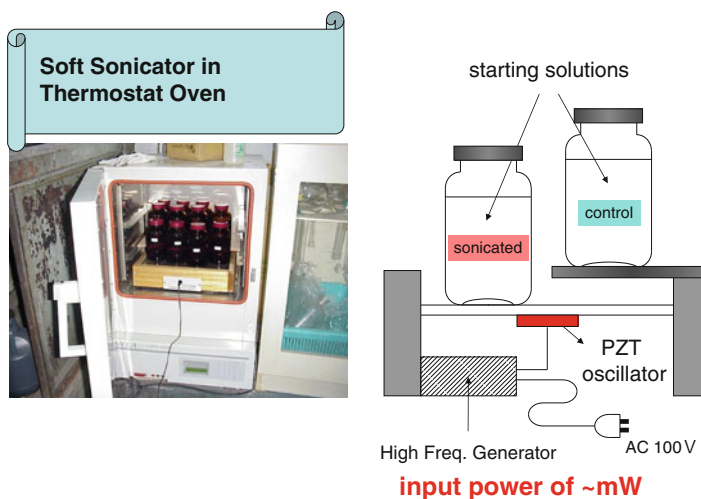 Soft Sonicator in
Thermostat Oven
starting solutions
control
sonicated
PZT
oscillator
High Freq. Generator
AC 100 V
input power of ~mW